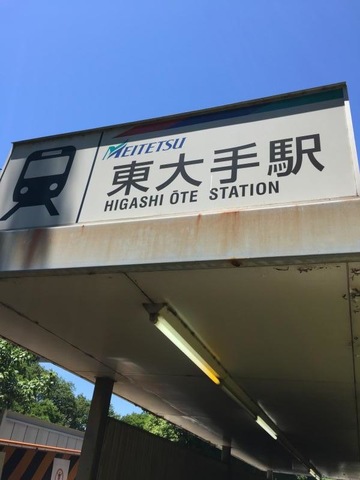 MEITETSU
東大手駅
HIGASHI ŌTE STATION